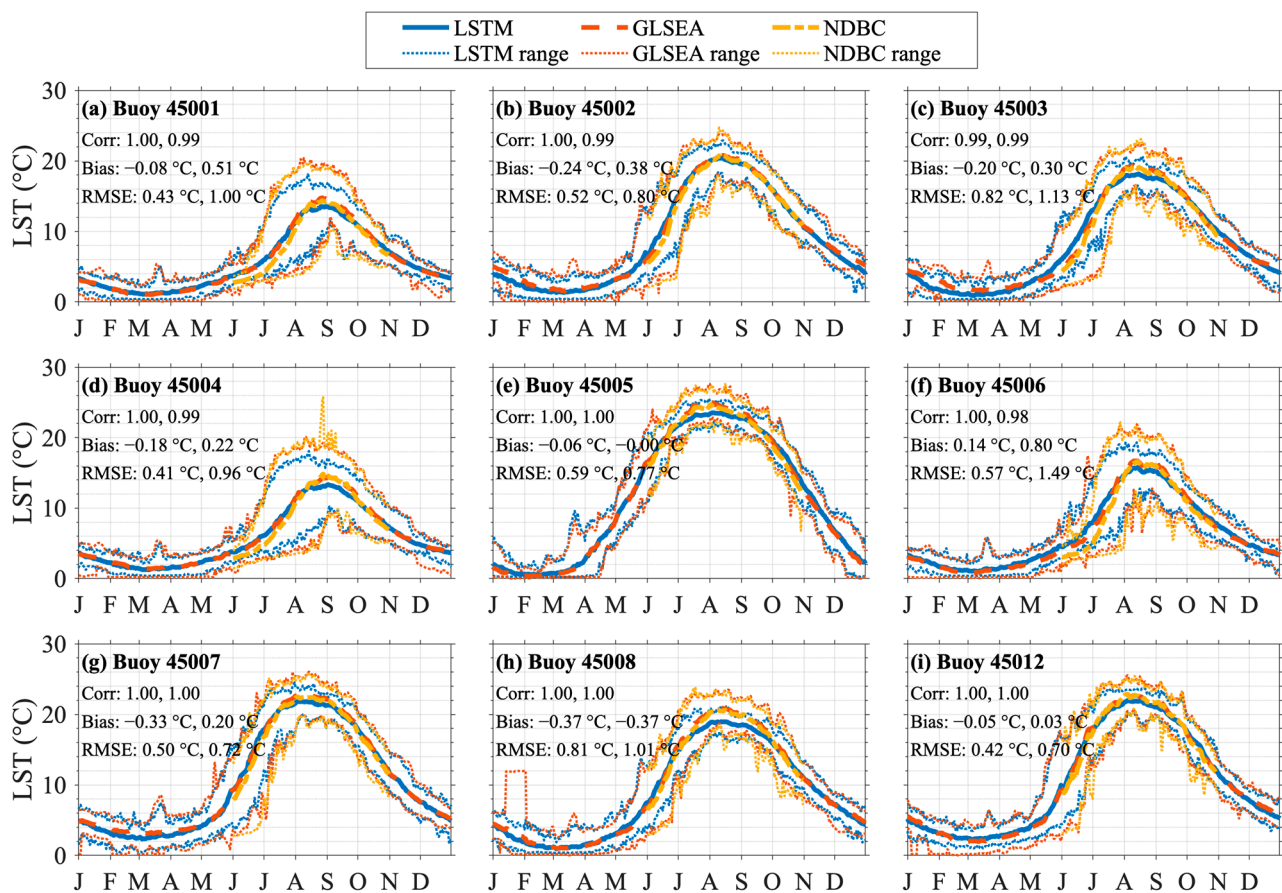 LSTM GLSEA NDBC
LSTM range GLSEA range NDBC range
30
20
10
0
LST (°C)
(a) Buoy 45001
Corr: 1.00, 0.99
Bias: −0.08 °C, 0.51 °C
RMSE: 0.43 °C, 1.00 °C
J F M A M J J A S O N D
(b) Buoy 45002
Corr: 1.00, 0.99
Bias: −0.24 °C, 0.38 °C
RMSE: 0.52 °C, 0.80 °C
J F M A M J J A S O N D
(c) Buoy 45003
Corr: 0.99, 0.99
Bias: −0.20 °C, 0.30 °C
RMSE: 0.82 °C, 1.13 °C
J F M A M J J A S O N D
30
20
10
0
LST (°C)
(d) Buoy 45004
Corr: 1.00, 0.99
Bias: −0.18 °C, 0.22 °C
RMSE: 0.41 °C, 0.96 °C
J F M A M J J A S O N D
(e) Buoy 45005
Corr: 1.00, 1.00
Bias: −0.06 °C, −0.00 °C
RMSE: 0.59 °C, 0.77 °C
J F M A M J J A S O N D
(f) Buoy 45006
Corr: 1.00, 0.98
Bias: 0.14 °C, 0.80 °C
RMSE: 0.57 °C, 1.49 °C
J F M A M J J A S O N D
30
20
10
0
LST (°C)
(g) Buoy 45007
Corr: 1.00, 1.00
Bias: −0.33 °C, 0.20 °C
RMSE: 0.50 °C, 0.72 °C
J F M A M J J A S O N D
(h) Buoy 45008
Corr: 1.00, 1.00
Bias: −0.37 °C, −0.37 °C
RMSE: 0.81 °C, 1.01 °C
J F M A M J J A S O N D
(i) Buoy 45012
Corr: 1.00, 1.00
Bias: −0.05 °C, 0.03 °C
RMSE: 0.42 °C, 0.70 °C
J F M A M J J A S O N D